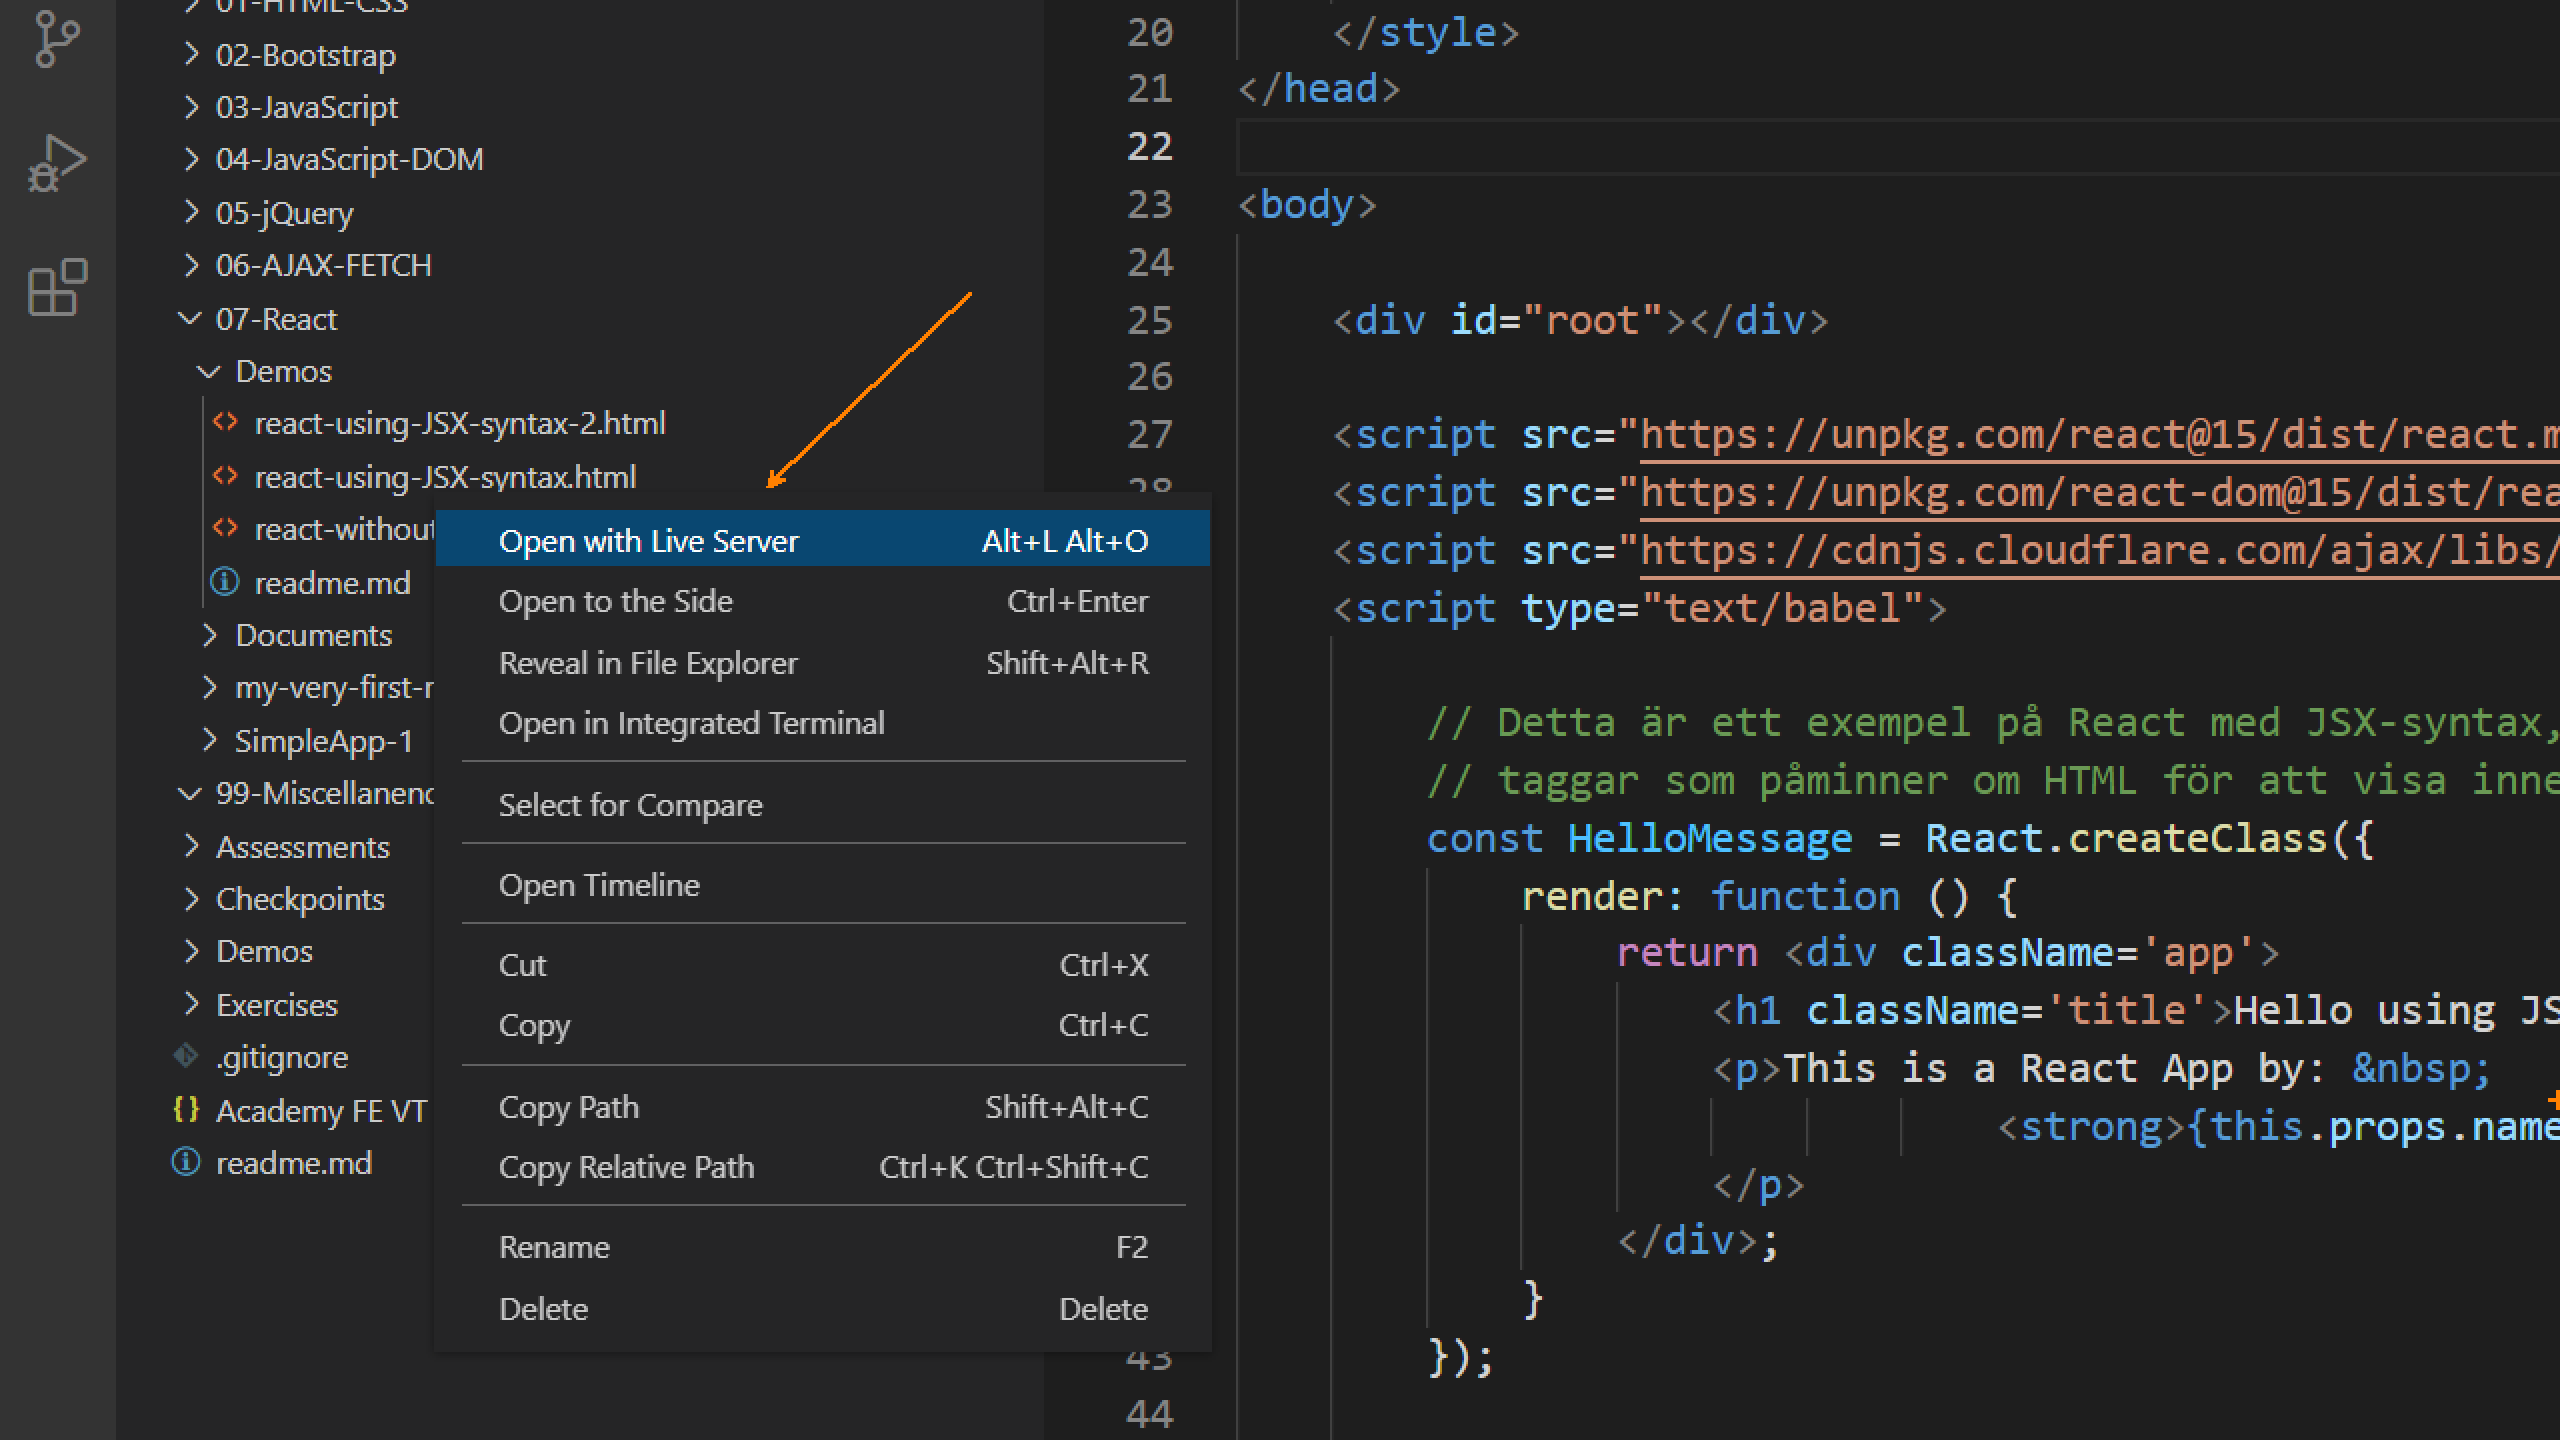 01-HTML-CSS
02-Bootstrap
03-JavaScript
04-JavaScript-DOM
05-jQuery
06-AJAX-FETCH
07-React
Demos
react-using-JSX-syntax-2.html
react-using-JSX-syntax.html
react-without
readme.md
Documents
my-very-first-r
SimpleApp-1
99-Miscellanenc
Assessments
Checkpoints
Demos
Exercises
.gitignore
Academy FE VT
readme.md
Open with Live Server Alt+L Alt+O
Open to the Side Ctrl+Enter
Reveal in File Explorer Shift+Alt+R
Open in Integrated Terminal
Select for Compare
Open Timeline
Cut Ctrl+X
Copy Ctrl+C
Copy Path Shift+Alt+C
Copy Relative Path Ctrl+K Ctrl+Shift+C
Rename F2
Delete Delete
20 </style>
21 </head>
22
23 <body>
24
25 <div id="root"></div>
26
27 <script src="https://unpkg.com/react@15/dist/react.m
28 <script src="https://unpkg.com/react-dom@15/dist/rea
<script src="https://cdnjs.cloudflare.com/ajax/libs/
<script type="text/babel">
// Detta är ett exempel på React med JSX-syntax,
// taggar som påminner om HTML för att visa inne
const HelloMessage = React.createClass({
render: function () {
return <div className='app'>
<h1 className='title'>Hello using JS
<p>This is a React App by: &nbsp;
<strong>{this.props.name
</p>
</div>;
}
43 });
44